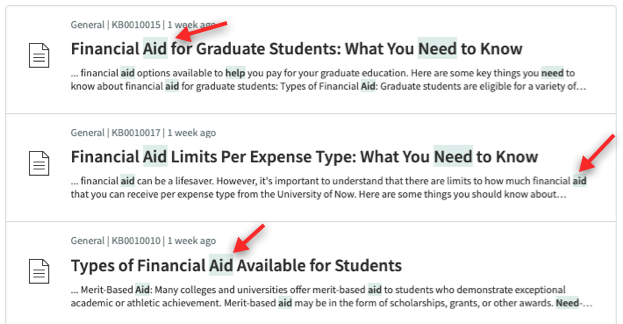 General | KB0010015 | 1 week ago
Financial Aid for Graduate Students: What You Need to Know
... financial aid options available to help you pay for your graduate education. Here are some key things you need to
know about financial aid for graduate students: Types of Financial Aid: Graduate students are eligible for a variety of...
General | KB0010017 | 1 week ago
Financial Aid Limits Per Expense Type: What You Need to Know
... financial aid can be a lifesaver. However, it's important to understand that there are limits to how much financial aid
that you can receive per expense type from the University of Now. Here are some things you should know about...
General | KB0010010 | 1 week ago
Types of Financial Aid Available for Students
... Merit-Based Aid: Many colleges and universities offer merit-based aid to students who demonstrate exceptional
academic or athletic achievement. Merit-based aid may be in the form of scholarships, grants, or other awards. Need-...